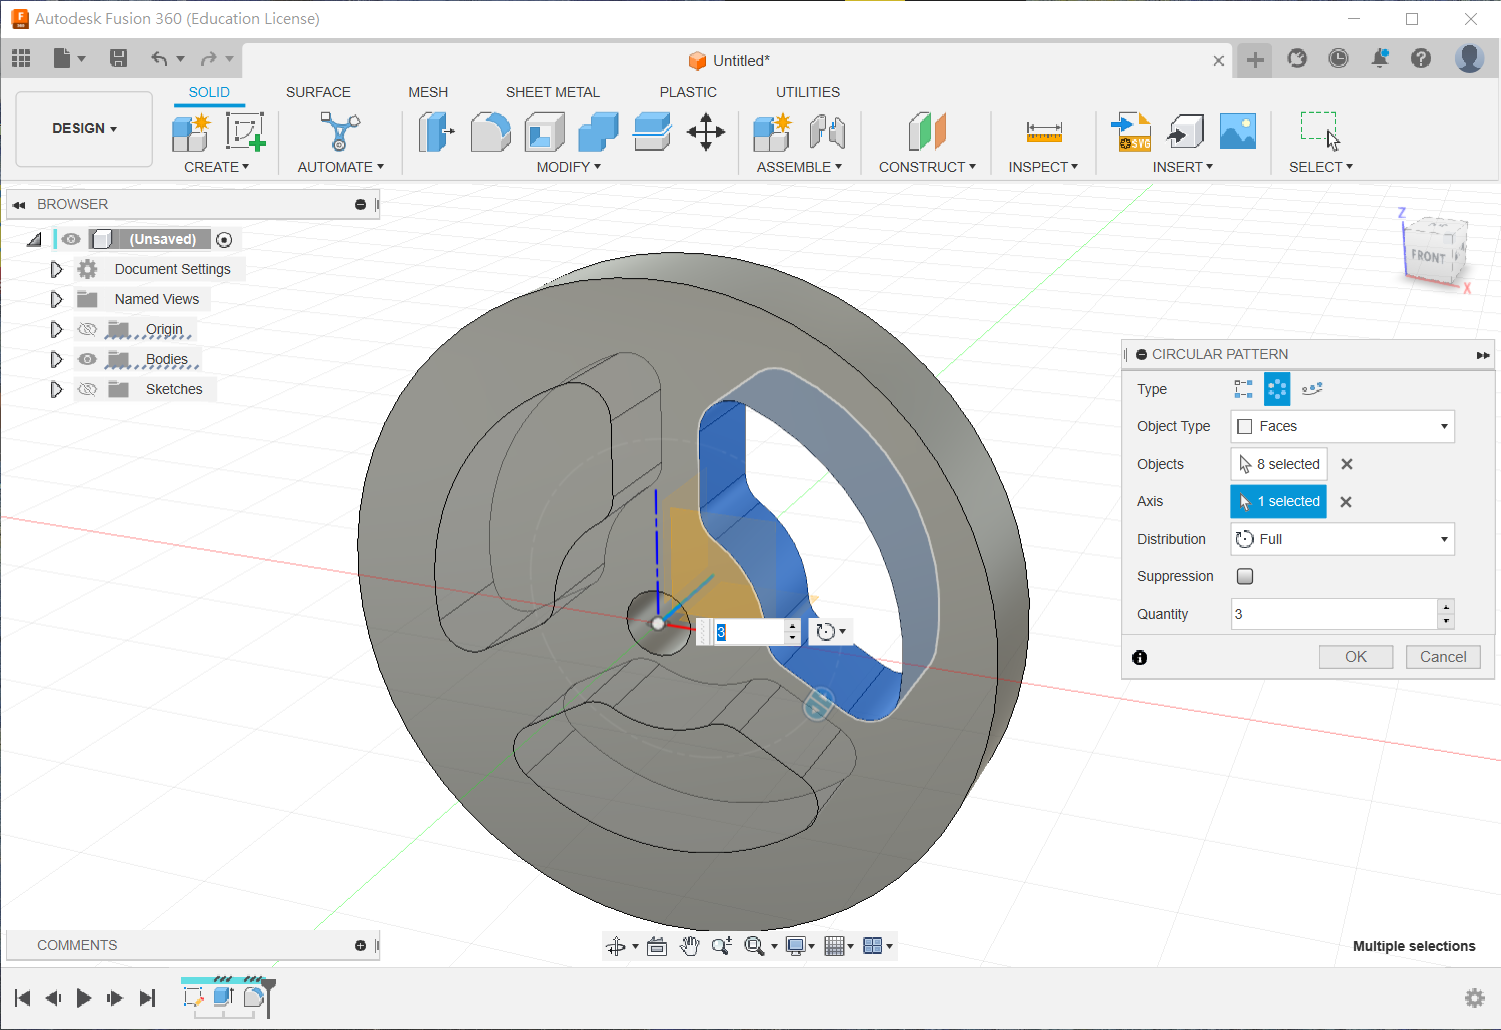 Autodesk Fusion 360 (Education License)
Untitled*
SOLID SURFACE MESH SHEET METAL PLASTIC UTILITIES
DESIGN
SVG
CREATE AUTOMATE MODIFY ASSEMBLE CONSTRUCT INSPECT INSERT SELECT
BROWSER
(Unsaved)
Document Settings
Named Views
Origin
Bodies
Sketches
Z
FRONT
X
CIRCULAR PATTERN
Type
Object Type Faces
Objects 8 selected
Axis 1 selected
Distribution Full
Suppression
Quantity 3
OK Cancel
3
COMMENTS
Multiple selections